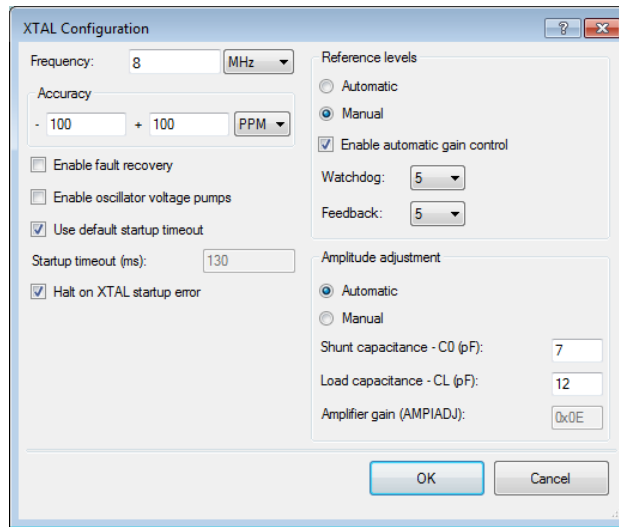 XTAL Configuration
Frequency: 8 MHz
Accuracy
- 100 + 100 PPM
Enable fault recovery
Enable oscillator voltage pumps
Use default startup timeout
Startup timeout (ms): 130
Halt on XTAL startup error
Reference levels
Automatic
Manual
Enable automatic gain control
Watchdog: 5
Feedback: 5
Amplitude adjustment
Automatic
Manual
Shunt capacitance - C0 (pF): 7
Load capacitance - CL (pF): 12
Amplifier gain (AMPIADJ): 0x0E
OK Cancel